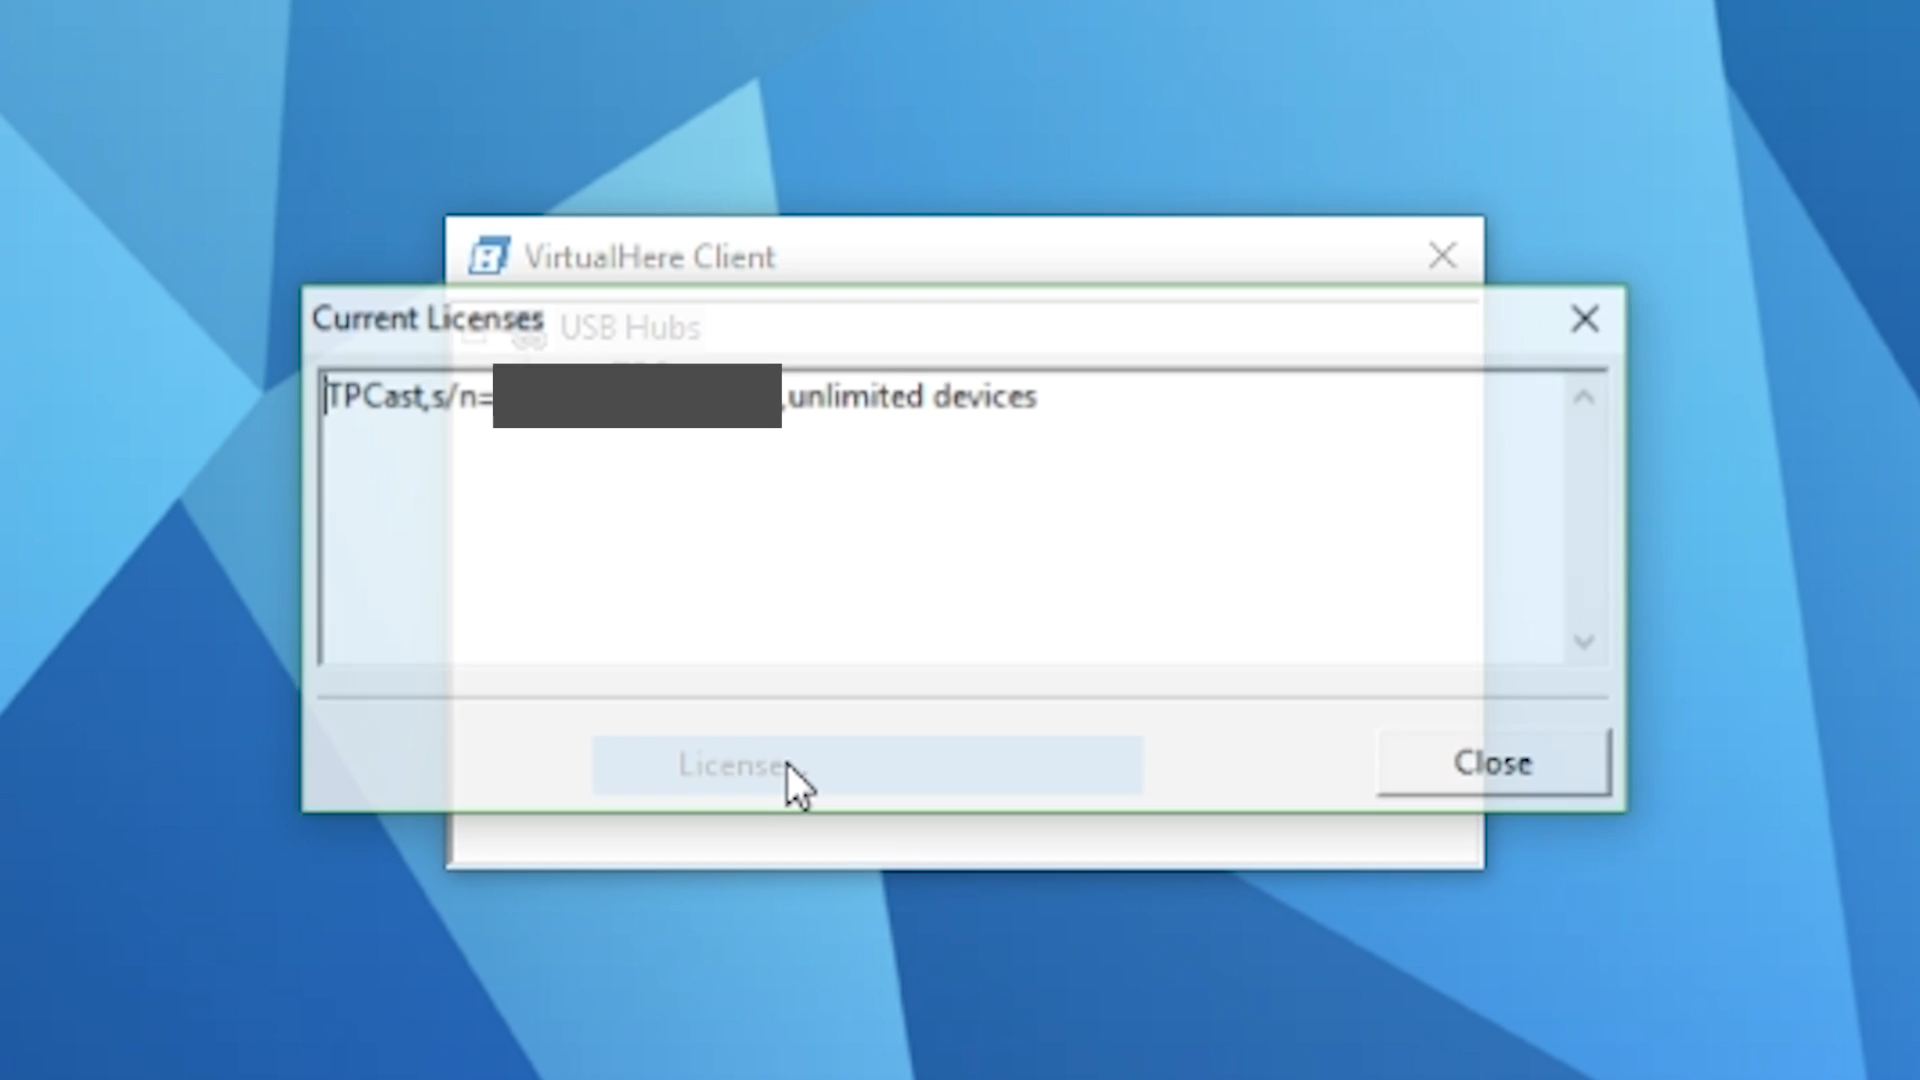 VirtualHere Client
Current Licenses
USB Hubs
TPCast,s/n=
,unlimited devices
License
Close